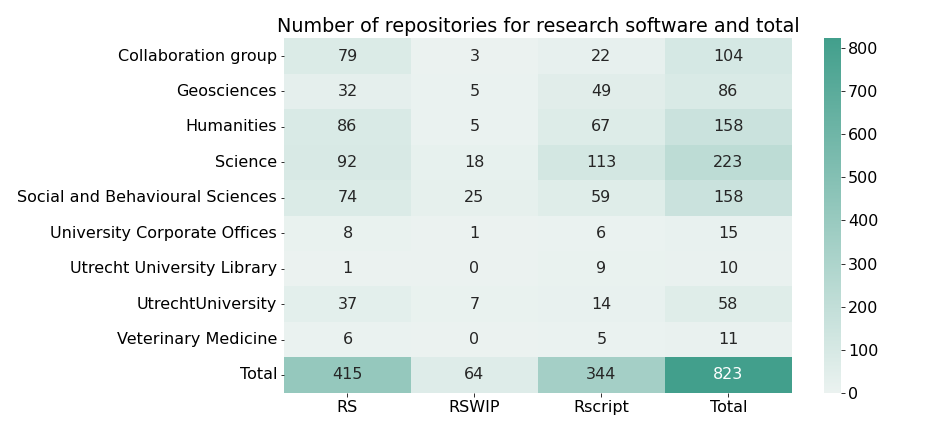 Number of repositories for research software and total
Collaboration group 79 3 22 104
Geosciences 32 5 49 86
Humanities 86 5 67 158
Science 92 18 113 223
Social and Behavioural Sciences 74 25 59 158
University Corporate Offices 8 1 6 15
Utrecht University Library 1 0 9 10
UtrechtUniversity 37 7 14 58
Veterinary Medicine 6 0 5 11
Total 415 64 344 823
RS RSWIP Rscript Total
800
700
600
500
400
300
200
100
0